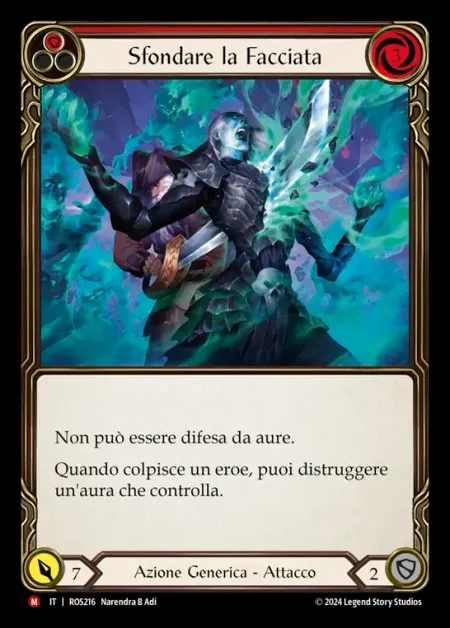 Sfondare la Facciata
3
Non può essere difesa da aure.
Quando colpisce un eroe, puoi distruggere
un'aura che controlla.
7
Azione Generica - Attacco
2
M IT | ROS216 Narendra B Adi
© 2024 Legend Story Studios